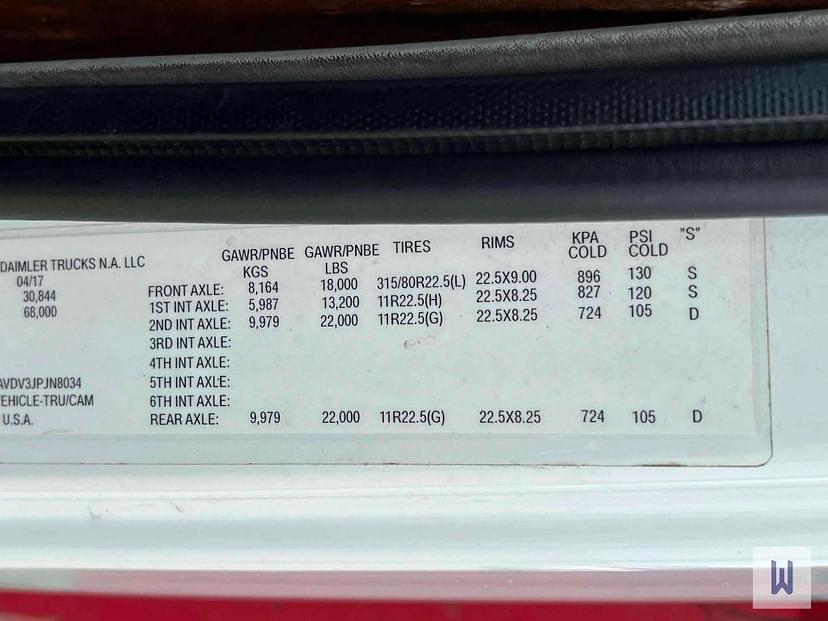 GAWR/PNBE GAWR/PNBE TIRES RIMS KPA PSI "S"
DAIMLER TRUCKS N.A. LLC KGS LBS COLD COLD
04/17 FRONT AXLE: 8,164 18,000 315/80R22.5(L) 22.5X9.00 896 130 S
30,844 1ST INT AXLE: 5,987 13,200 11R22.5(H) 22.5X8.25 827 120 S
68,000 2ND INT AXLE: 9,979 22,000 11R22.5(G) 22.5X8.25 724 105 D
3RD INT AXLE:
4TH INT AXLE:
AVDV3JPJN8034 5TH INT AXLE:
VEHICLE-TRU/CAM 6TH INT AXLE:
U.S.A. REAR AXLE: 9,979 22,000 11R22.5(G) 22.5X8.25 724 105 D
W